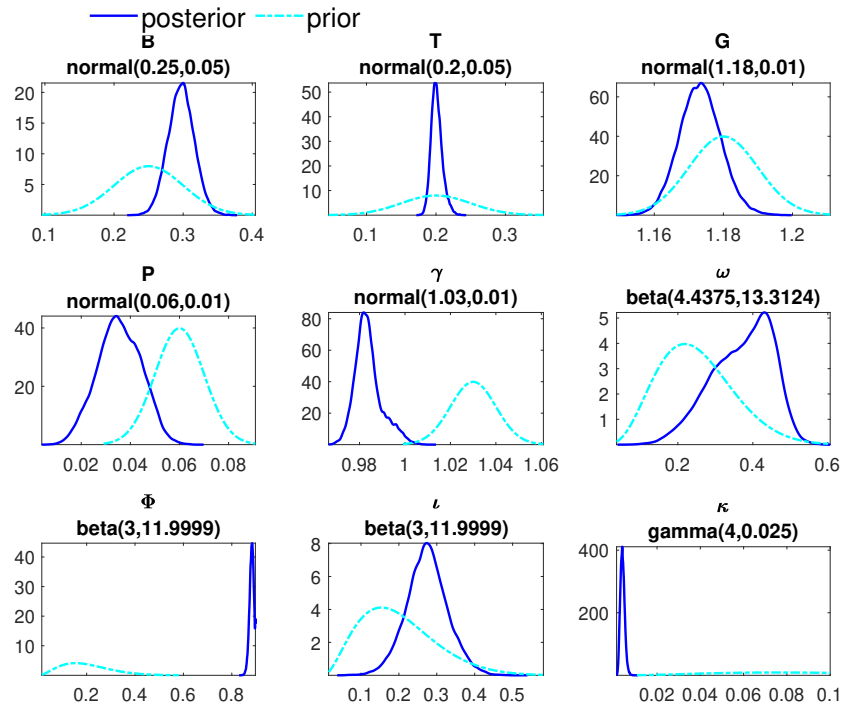 posterior prior
B T G
normal(0.25,0.05) normal(0.2,0.05) normal(1.18,0.01)
20 50 60
15 40 40
10 30 20
5 20
10
0.1 0.2 0.3 0.4 0.1 0.2 0.3 1.16 1.18 1.2
P γ ω
normal(0.06,0.01) normal(1.03,0.01) beta(4.4375,13.3124)
40 80 5
20 60 4
40 3
20 2
1
0.02 0.04 0.06 0.08 0.98 1 1.03 1.04 1.06 0.2 0.4 0.6
Φ ι κ
beta(3,11.9999) beta(3,11.9999) gamma(4,0.025)
40 8 400
30 6 200
20 4
10 2
0.2 0.4 0.6 0.8 0.1 0.2 0.3 0.4 0.5 0.02 0.04 0.06 0.08 0.1